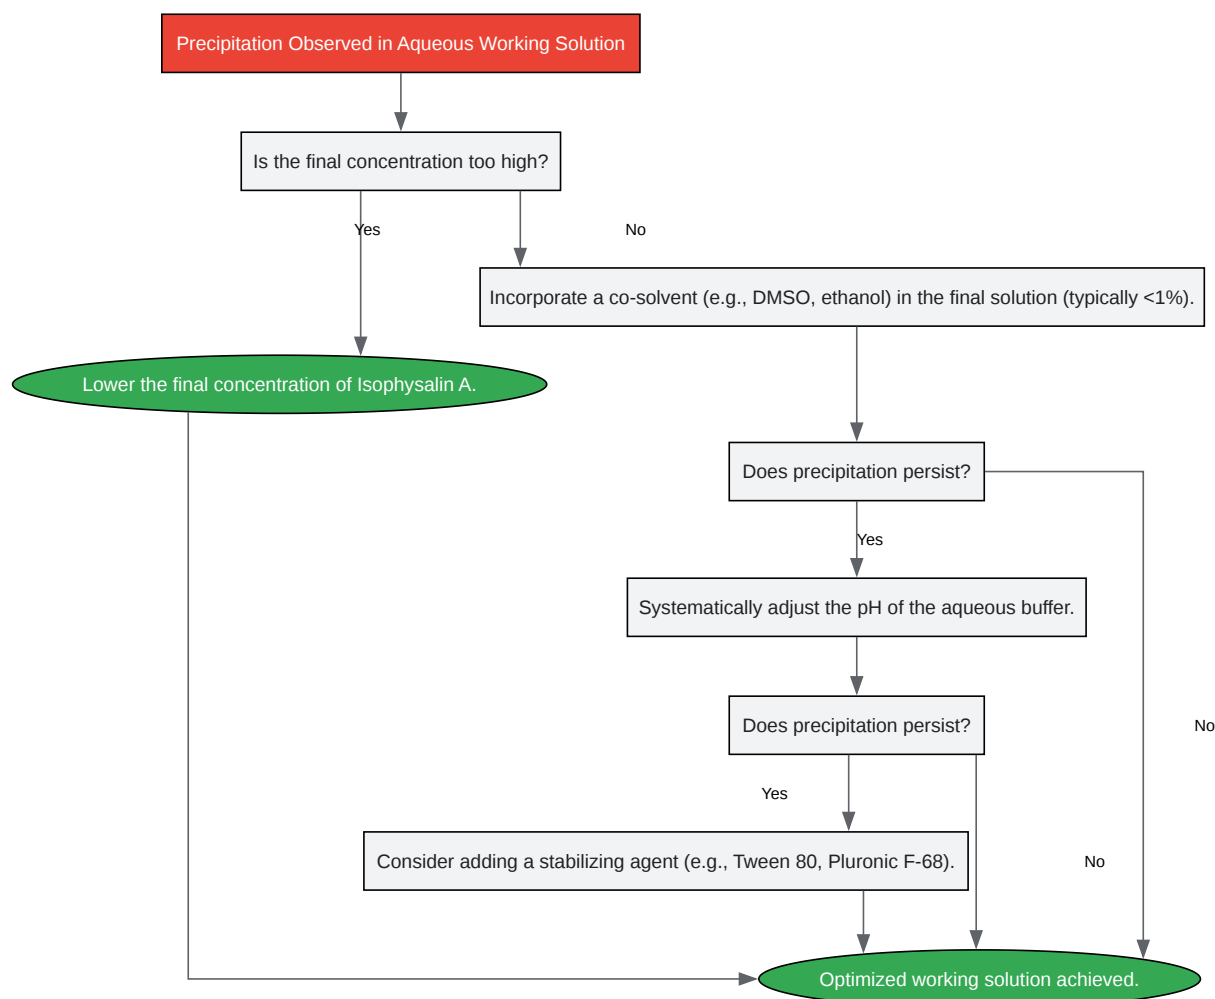 Precipitation Observed in Aqueous Working Solution
Is the final concentration too high?
Yes
No
Incorporate a co-solvent (e.g., DMSO, ethanol) in the final solution (typically <1%).
Lower the final concentration of Isophysalin A.
Does precipitation persist?
Yes
Systematically adjust the pH of the aqueous buffer.
Does precipitation persist?
No
Yes
Consider adding a stabilizing agent (e.g., Tween 80, Pluronic F-68).
No
Optimized working solution achieved.